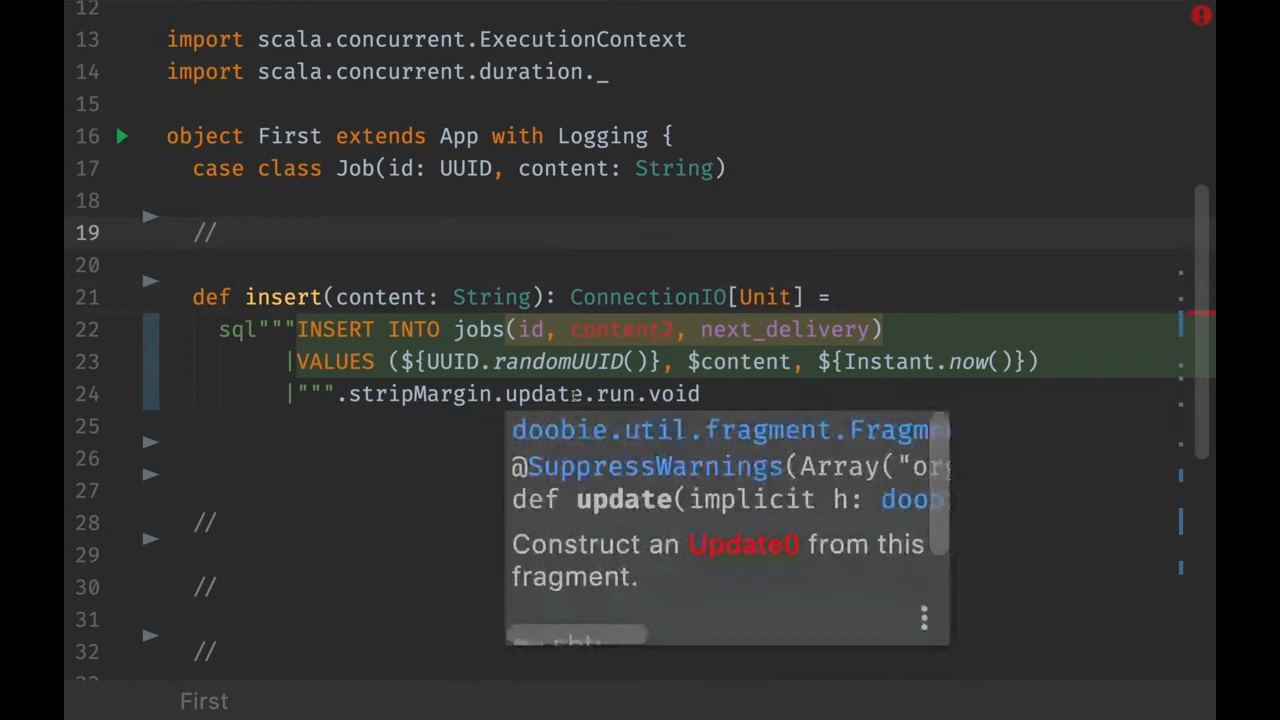 12
13 import scala.concurrent.ExecutionContext
14 import scala.concurrent.duration._
15
16 object First extends App with Logging {
17 case class Job(id: UUID, content: String)
18
19 //
20
21 def insert(content: String): ConnectionIO[Unit] =
22 sql"""INSERT INTO jobs(id, content2, next_delivery)
23 |VALUES (${UUID.randomUUID()}, $content, ${Instant.now()})
24 |""".stripMargin.update.run.void
25
26
27
28 //
29
30 //
31
32 //
doobie.util.fragment.Fragm
@SuppressWarnings(Array("org
def update(implicit h: doob
Construct an Update0 from this
fragment.
First